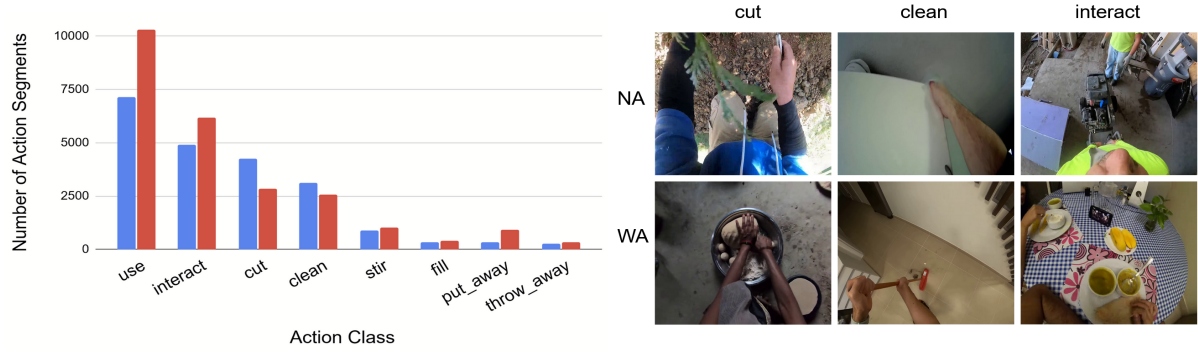 Number of Action Segments
10000
7500
5000
2500
0
use
interact
cut
clean
stir
fill
put_away
throw_away
Action Class
cut
clean
interact
NA
WA